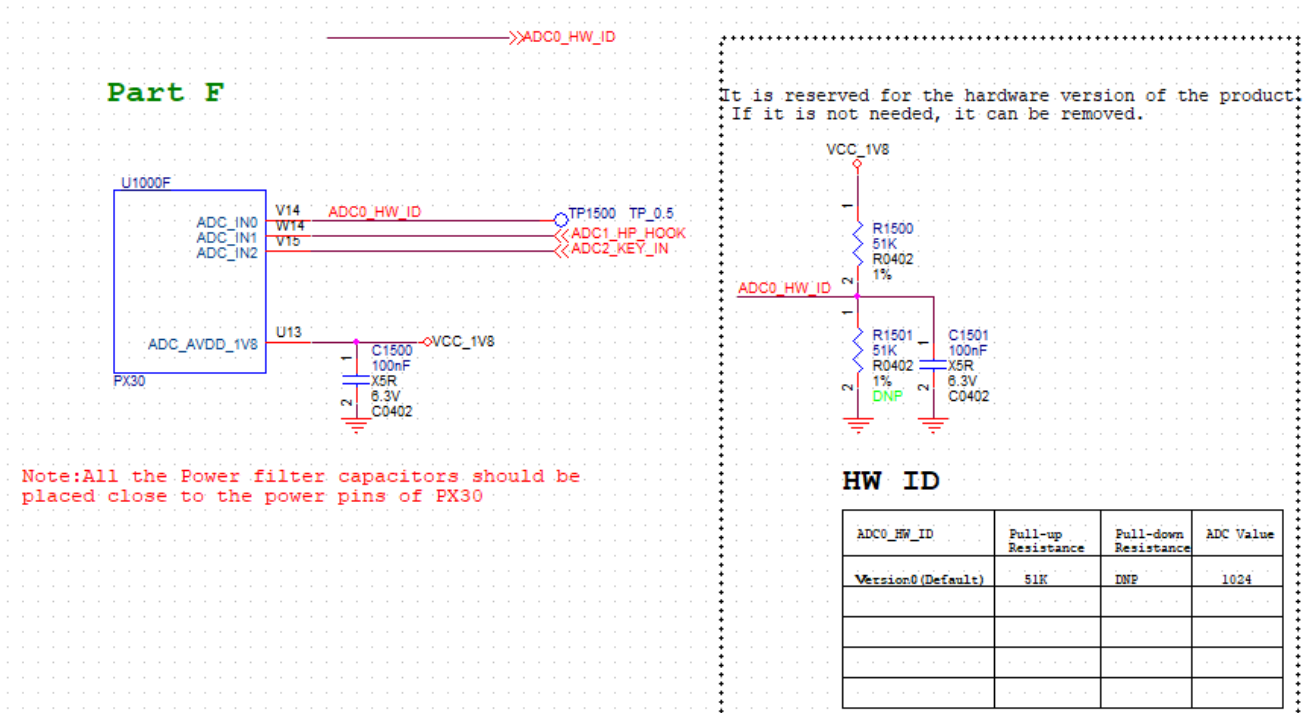 ADC0_HW_ID
Part F
U1000F
ADC_IN0
ADC_IN1
ADC_IN2
V14
W14
V15
ADC0_HW_ID
TP1500 TP_0.5
ADC1_HP_HOOK
ADC2_KEY_IN
ADC_AVDD_1V8
U13
VCC_1V8
1
C1500
100nF
X5R
6.3V
2
C0402
PX30
Note:All the Power filter capacitors should be
placed close to the power pins of PX30
It is reserved for the hardware version of the product.
If it is not needed, it can be removed.
VCC_1V8
1
R1500
51K
R0402
1%
2
ADC0_HW_ID
1
R1501
51K
R0402
1%
DNP
2
1
C1501
100nF
X5R
6.3V
C0402
2
HW ID
ADC0_HW_ID Pull-up Resistance Pull-down Resistance ADC Value
Version0(Default) 51K DNP 1024